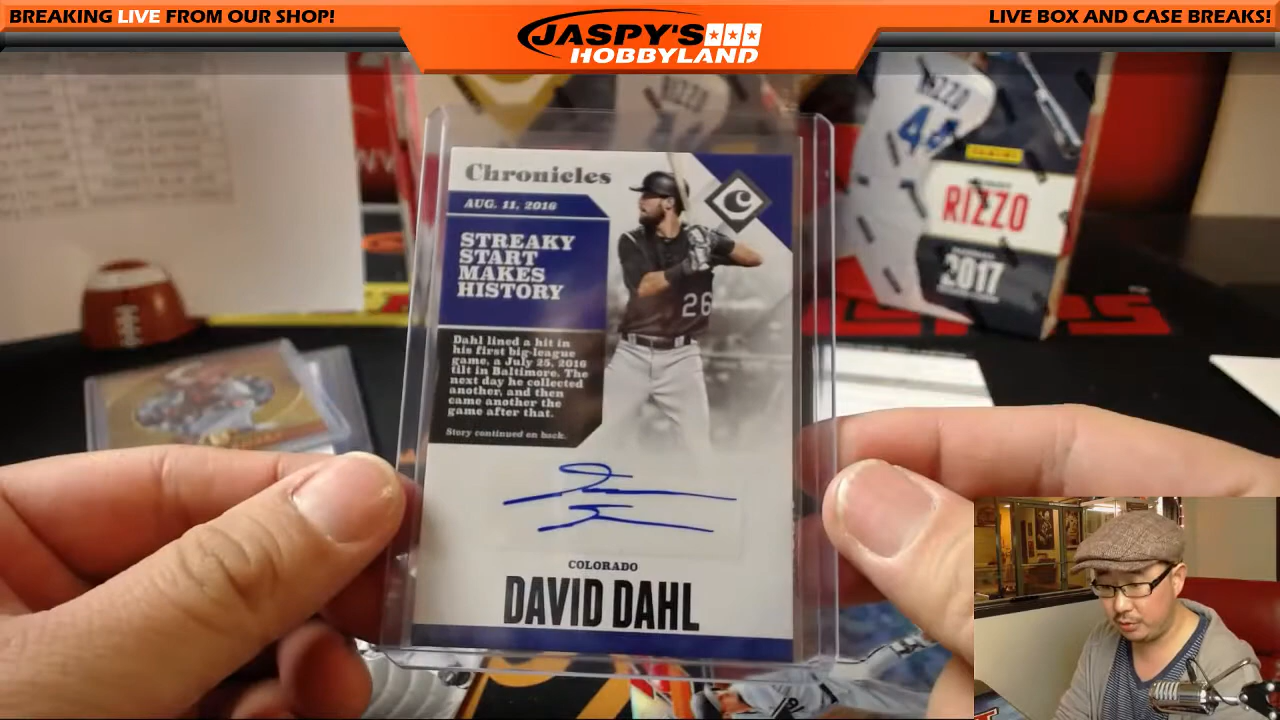 BREAKING LIVE FROM OUR SHOP!
JASPY'S
HOBBYLAND
LIVE BOX AND CASE BREAKS!
RIZZO
44
PANINI
RIZZO
2017
Chronicles
C
AUG. 11, 2016
STREAKY
START
MAKES
HISTORY
26
Dahl lined a hit in
his first big-league
game, a July 25, 2016
tilt in Baltimore. The
next day he collected
another, and then
came another the
game after that.
Story continued on back.
COLORADO
DAVID DAHL